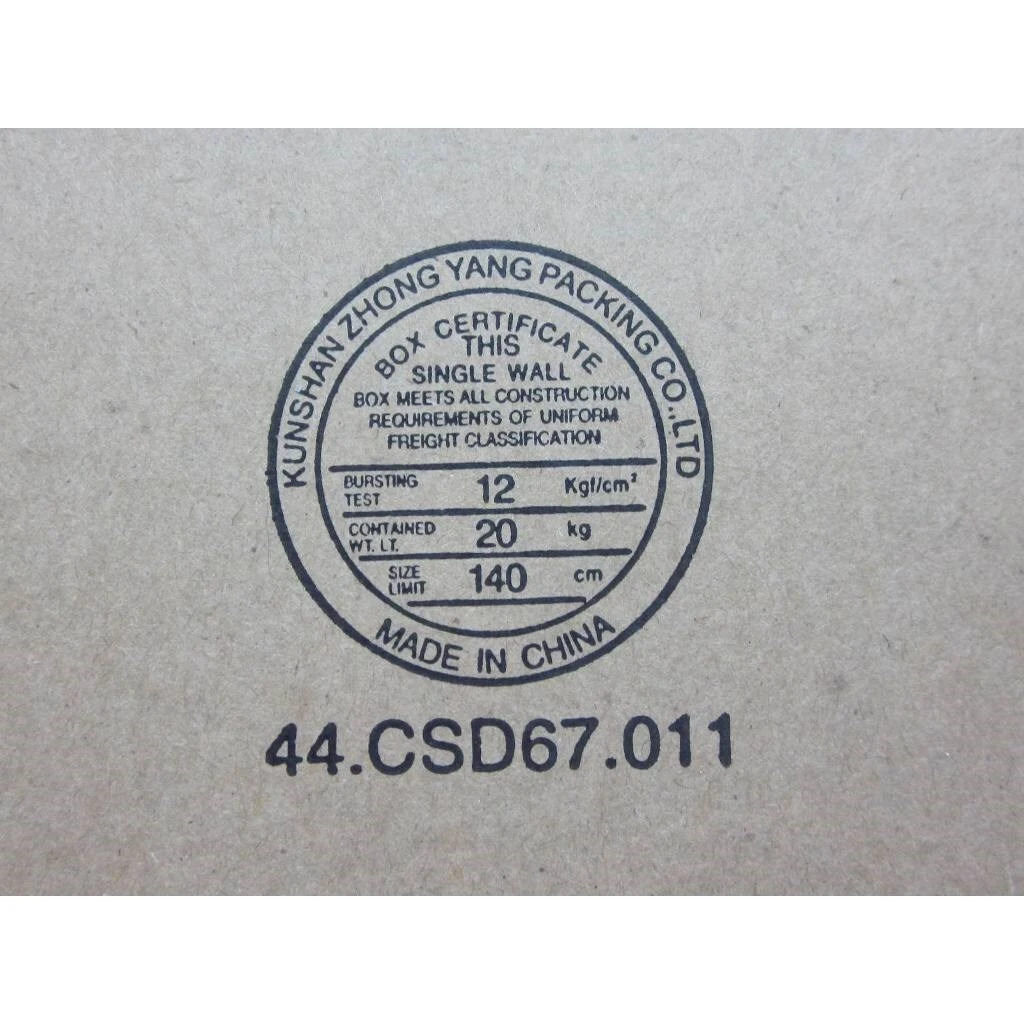 KUNSHAN ZHONG YANG PACKING CO.,LTD
BOX CERTIFICATE
THIS
SINGLE WALL
BOX MEETS ALL CONSTRUCTION
REQUIREMENTS OF UNIFORM
FREIGHT CLASSIFICATION
BURSTING TEST 12 Kgf/cm²
CONTAINED WT. LT. 20 kg
SIZE LIMIT 140 cm
MADE IN CHINA
44.CSD67.011